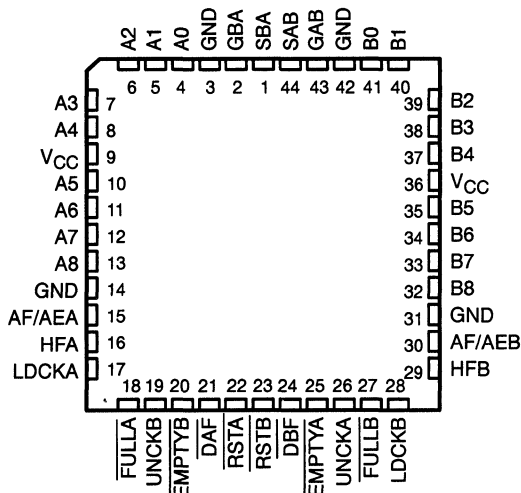 A2 A1 A0 GND GBA SBA SAB GAB GND B0 B1
6 5 4 3 2 1 44 43 42 41 40
A3 7 39 B2
A4 8 38 B3
VCC 9 37 B4
A5 10 36 VCC
A6 11 35 B5
A7 12 34 B6
A8 13 33 B7
GND 14 32 B8
AF/AEA 15 31 GND
HFA 16 30 AF/AEB
LDCKA 17 29 HFB
18 19 20 21 22 23 24 25 26 27 28
FULLA UNCKB EMPTYB DAF RSTA RSTB DBF EMPTYA UNCKA FULLB LDCKB